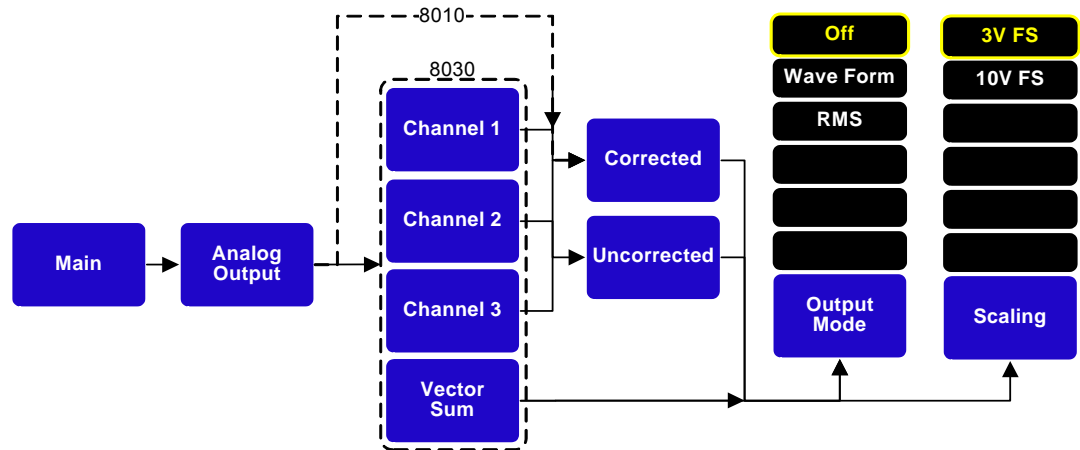 8010
8030
Main
Analog
Output
Channel 1
Channel 2
Channel 3
Vector
Sum
Corrected
Uncorrected
Off
Wave Form
RMS
Output
Mode
3V FS
10V FS
Scaling